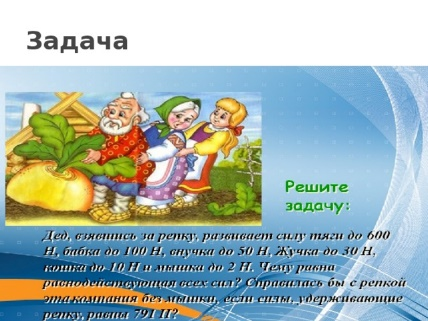 Задача
Решите
задачу:
Дед, взявшись за репку, развивает силу тяги до 600
Н, бабка до 100 Н, внучка до 50 Н, Жучка до 30 Н,
кошка до 10 Н и мышка до 2 Н. Чему равна
равнодействующая всех сил? Справилась бы с репкой
эта компания без мышки, если силы, удерживающие
репку, равны 791 Н?